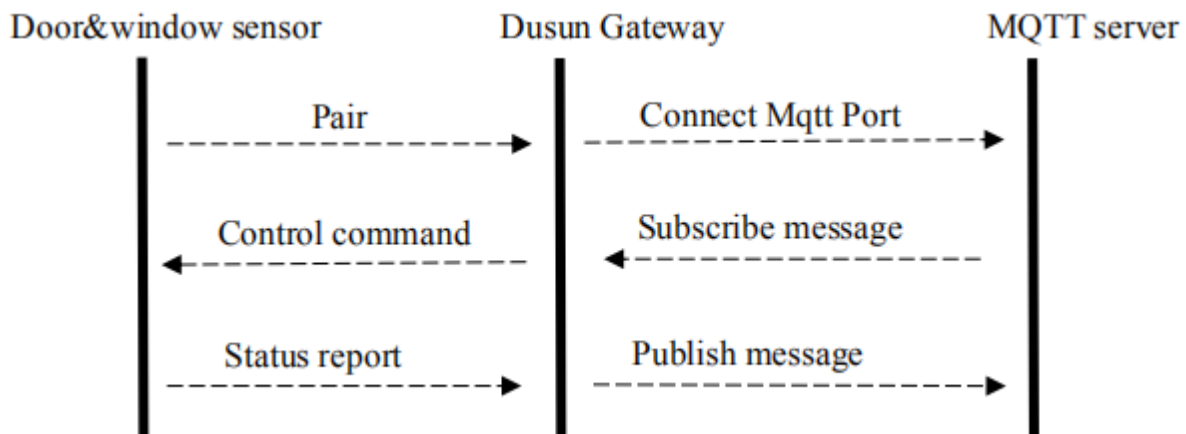 Door&window sensor
Dusun Gateway
MQTT server
Pair
Connect Mqtt Port
Control command
Subscribe message
Status report
Publish message